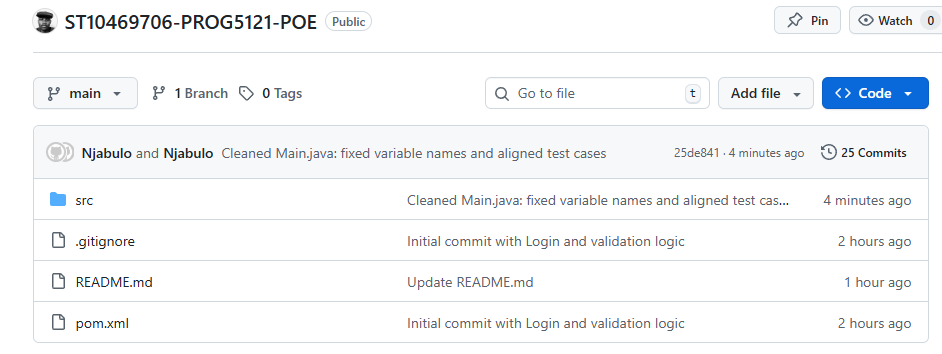 ST10469706-PROG5121-POE Public Pin Watch 0
main 1 Branch 0 Tags Go to file t Add file Code
Njabulo and Njabulo Cleaned Main.java: fixed variable names and aligned test cases 25de841 · 4 minutes ago 25 Commits
src Cleaned Main.java: fixed variable names and aligned test cas... 4 minutes ago
.gitignore Initial commit with Login and validation logic 2 hours ago
README.md Update README.md 1 hour ago
pom.xml Initial commit with Login and validation logic 2 hours ago